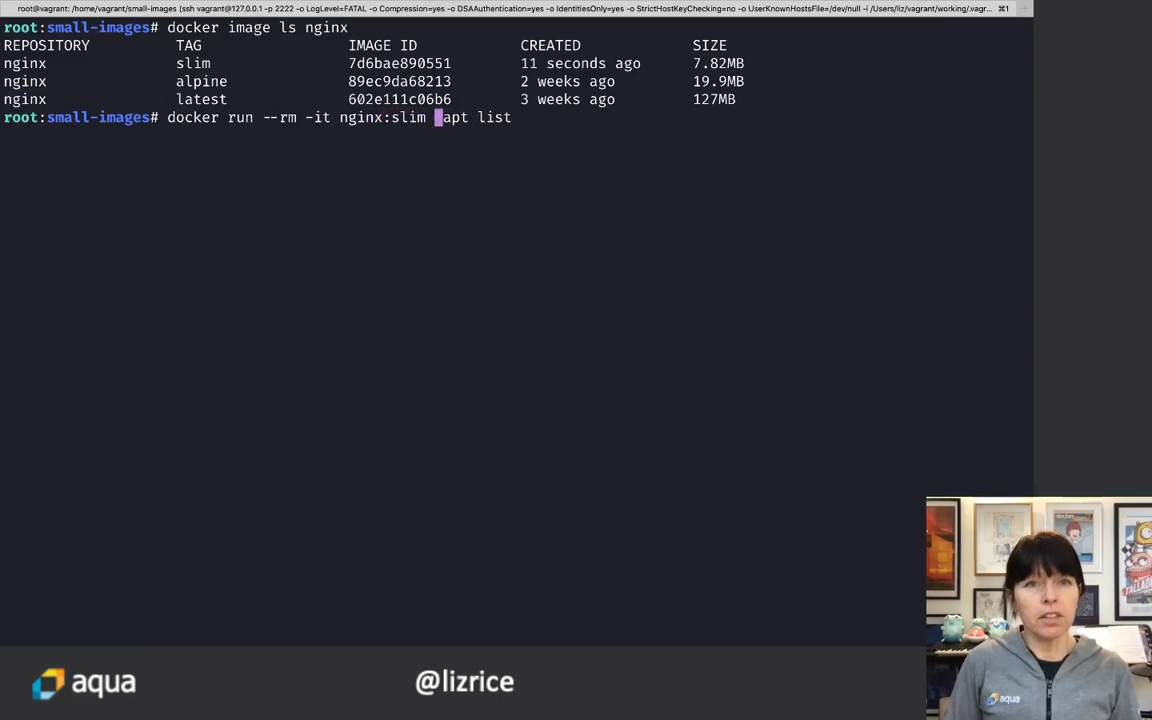 root@vagrant: /home/vagrant/small-images (ssh vagrant@127.0.0.1 -p 2222 -o LogLevel=FATAL -o Compression=yes -o DSAAuthentication=yes -o IdentitiesOnly=yes -o StrictHostKeyChecking=no -o UserKnownHostsFile=/dev/null -i /Users/liz/vagrant/working/.vagr... ⌘1
root:small-images# docker image ls nginx
REPOSITORY TAG IMAGE ID CREATED SIZE
nginx slim 7d6bae890551 11 seconds ago 7.82MB
nginx alpine 89ec9da68213 2 weeks ago 19.9MB
nginx latest 602e111c06b6 3 weeks ago 127MB
root:small-images# docker run --rm -it nginx:slim apt list
aqua
@lizrice
aqua